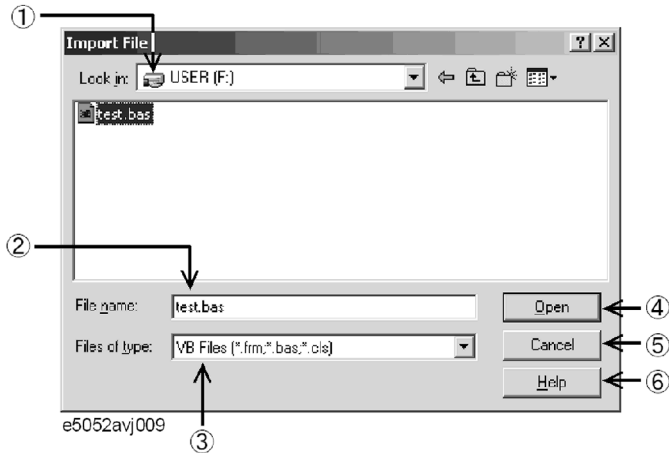 ①
Import File
Look in: USER (F:)
test.bas
②
File name: test.bas Open ④
Files of type: VB Files (*.frm;*.bas;*.cls) Cancel ⑤
Help ⑥
e5052avj009
③